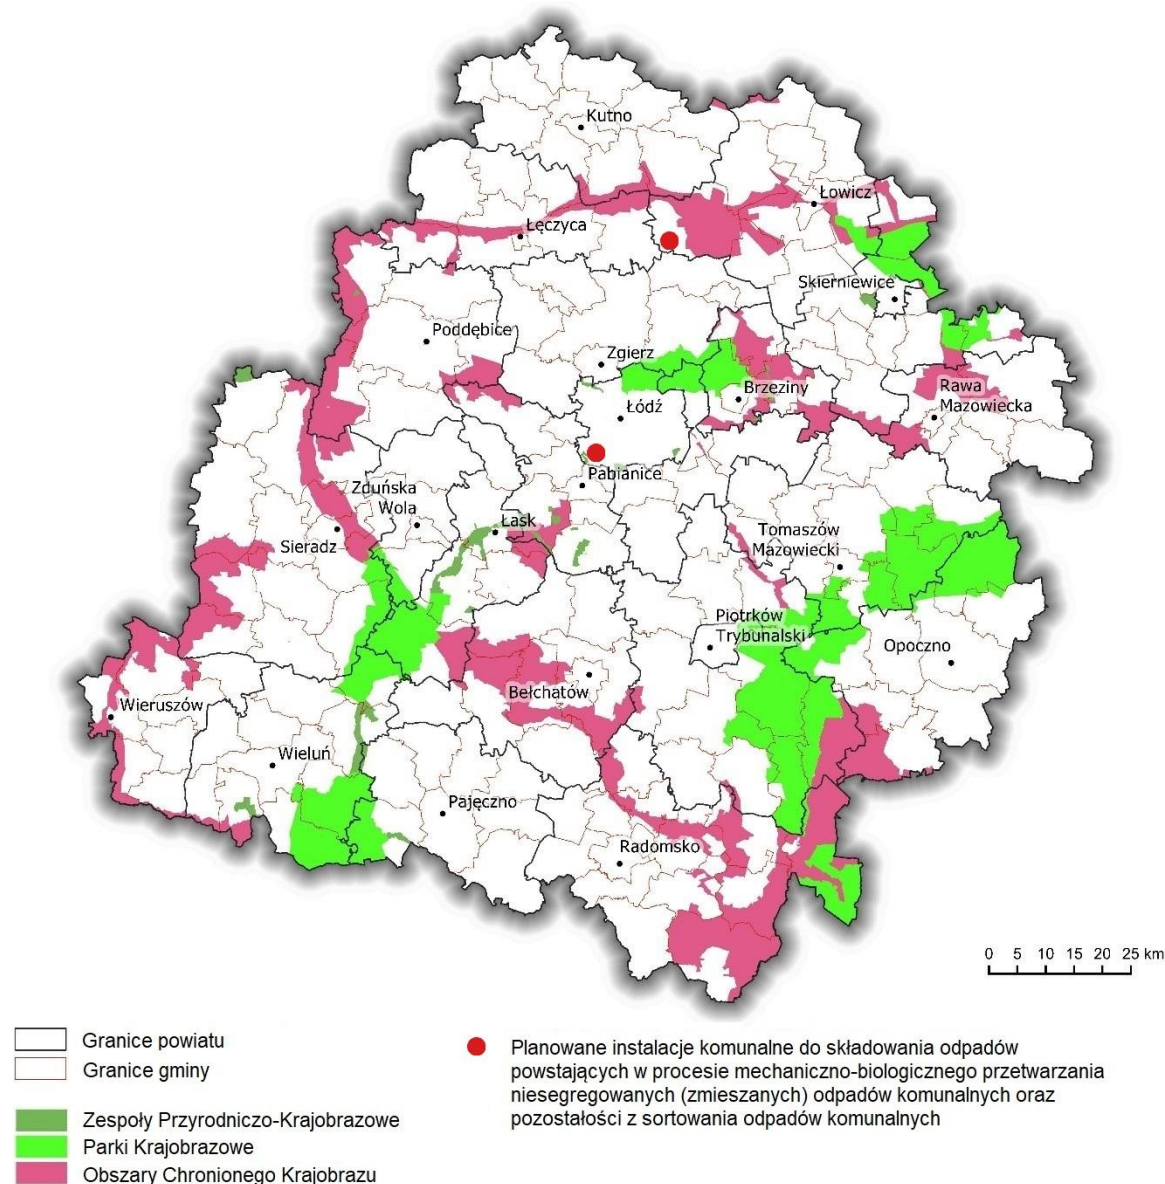 Kutno
Łowicz
Łęczyca
Skierniewice
Poddębice
Zgierz
Rawa
Mazowiecka
Brzeziny
Łódź
Pabianice
Zduńska
Wola
Łask
Sieradz
Tomaszów
Mazowiecki
Piotrków
Trybunalski
Opoczno
Bełchatów
Wieruszów
Wieluń
Pajęczno
Radomsko
0 5 10 15 20 25 km
Granice powiatu
Granice gminy
Zespoły Przyrodniczo-Krajobrazowe
Parki Krajobrazowe
Obszary Chronionego Krajobrazu
Planowane instalacje komunalne do składowania odpadów
powstających w procesie mechaniczno-biologicznego przetwarzania
niesegregowanych (zmieszanych) odpadów komunalnych oraz
pozostałości z sortowania odpadów komunalnych